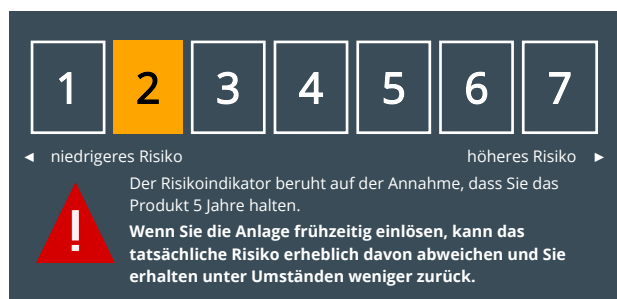 1 2 3 4 5 6 7
◄ niedrigeres Risiko höheres Risiko ►
Der Risikoindikator beruht auf der Annahme, dass Sie das
Produkt 5 Jahre halten.
!
Wenn Sie die Anlage frühzeitig einlösen, kann das
tatsächliche Risiko erheblich davon abweichen und Sie
erhalten unter Umständen weniger zurück.